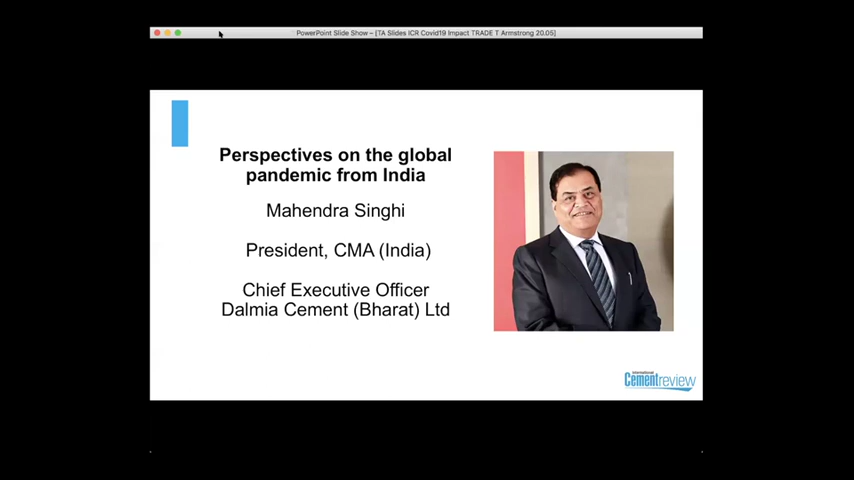 PowerPoint Slide Show – [TA Slides ICR Covid19 Impact TRADE T Armstrong 20.05]
Perspectives on the global
pandemic from India
Mahendra Singhi
President, CMA (India)
Chief Executive Officer
Dalmia Cement (Bharat) Ltd
International
Cementreview